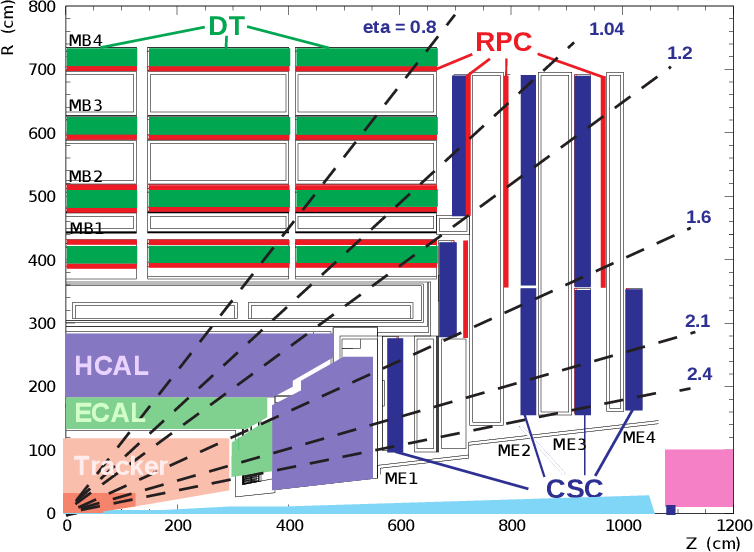 R (cm)
800
700
600
500
400
300
200
100
0
DT
eta = 0.8
1.04
1.2
RPC
MB4
MB3
MB2
MB1
1.6
2.1
2.4
HCAL
ECAL
Tracker
ME1
ME2
ME3
ME4
CSC
0
200
400
600
800
1000
1200
Z (cm)